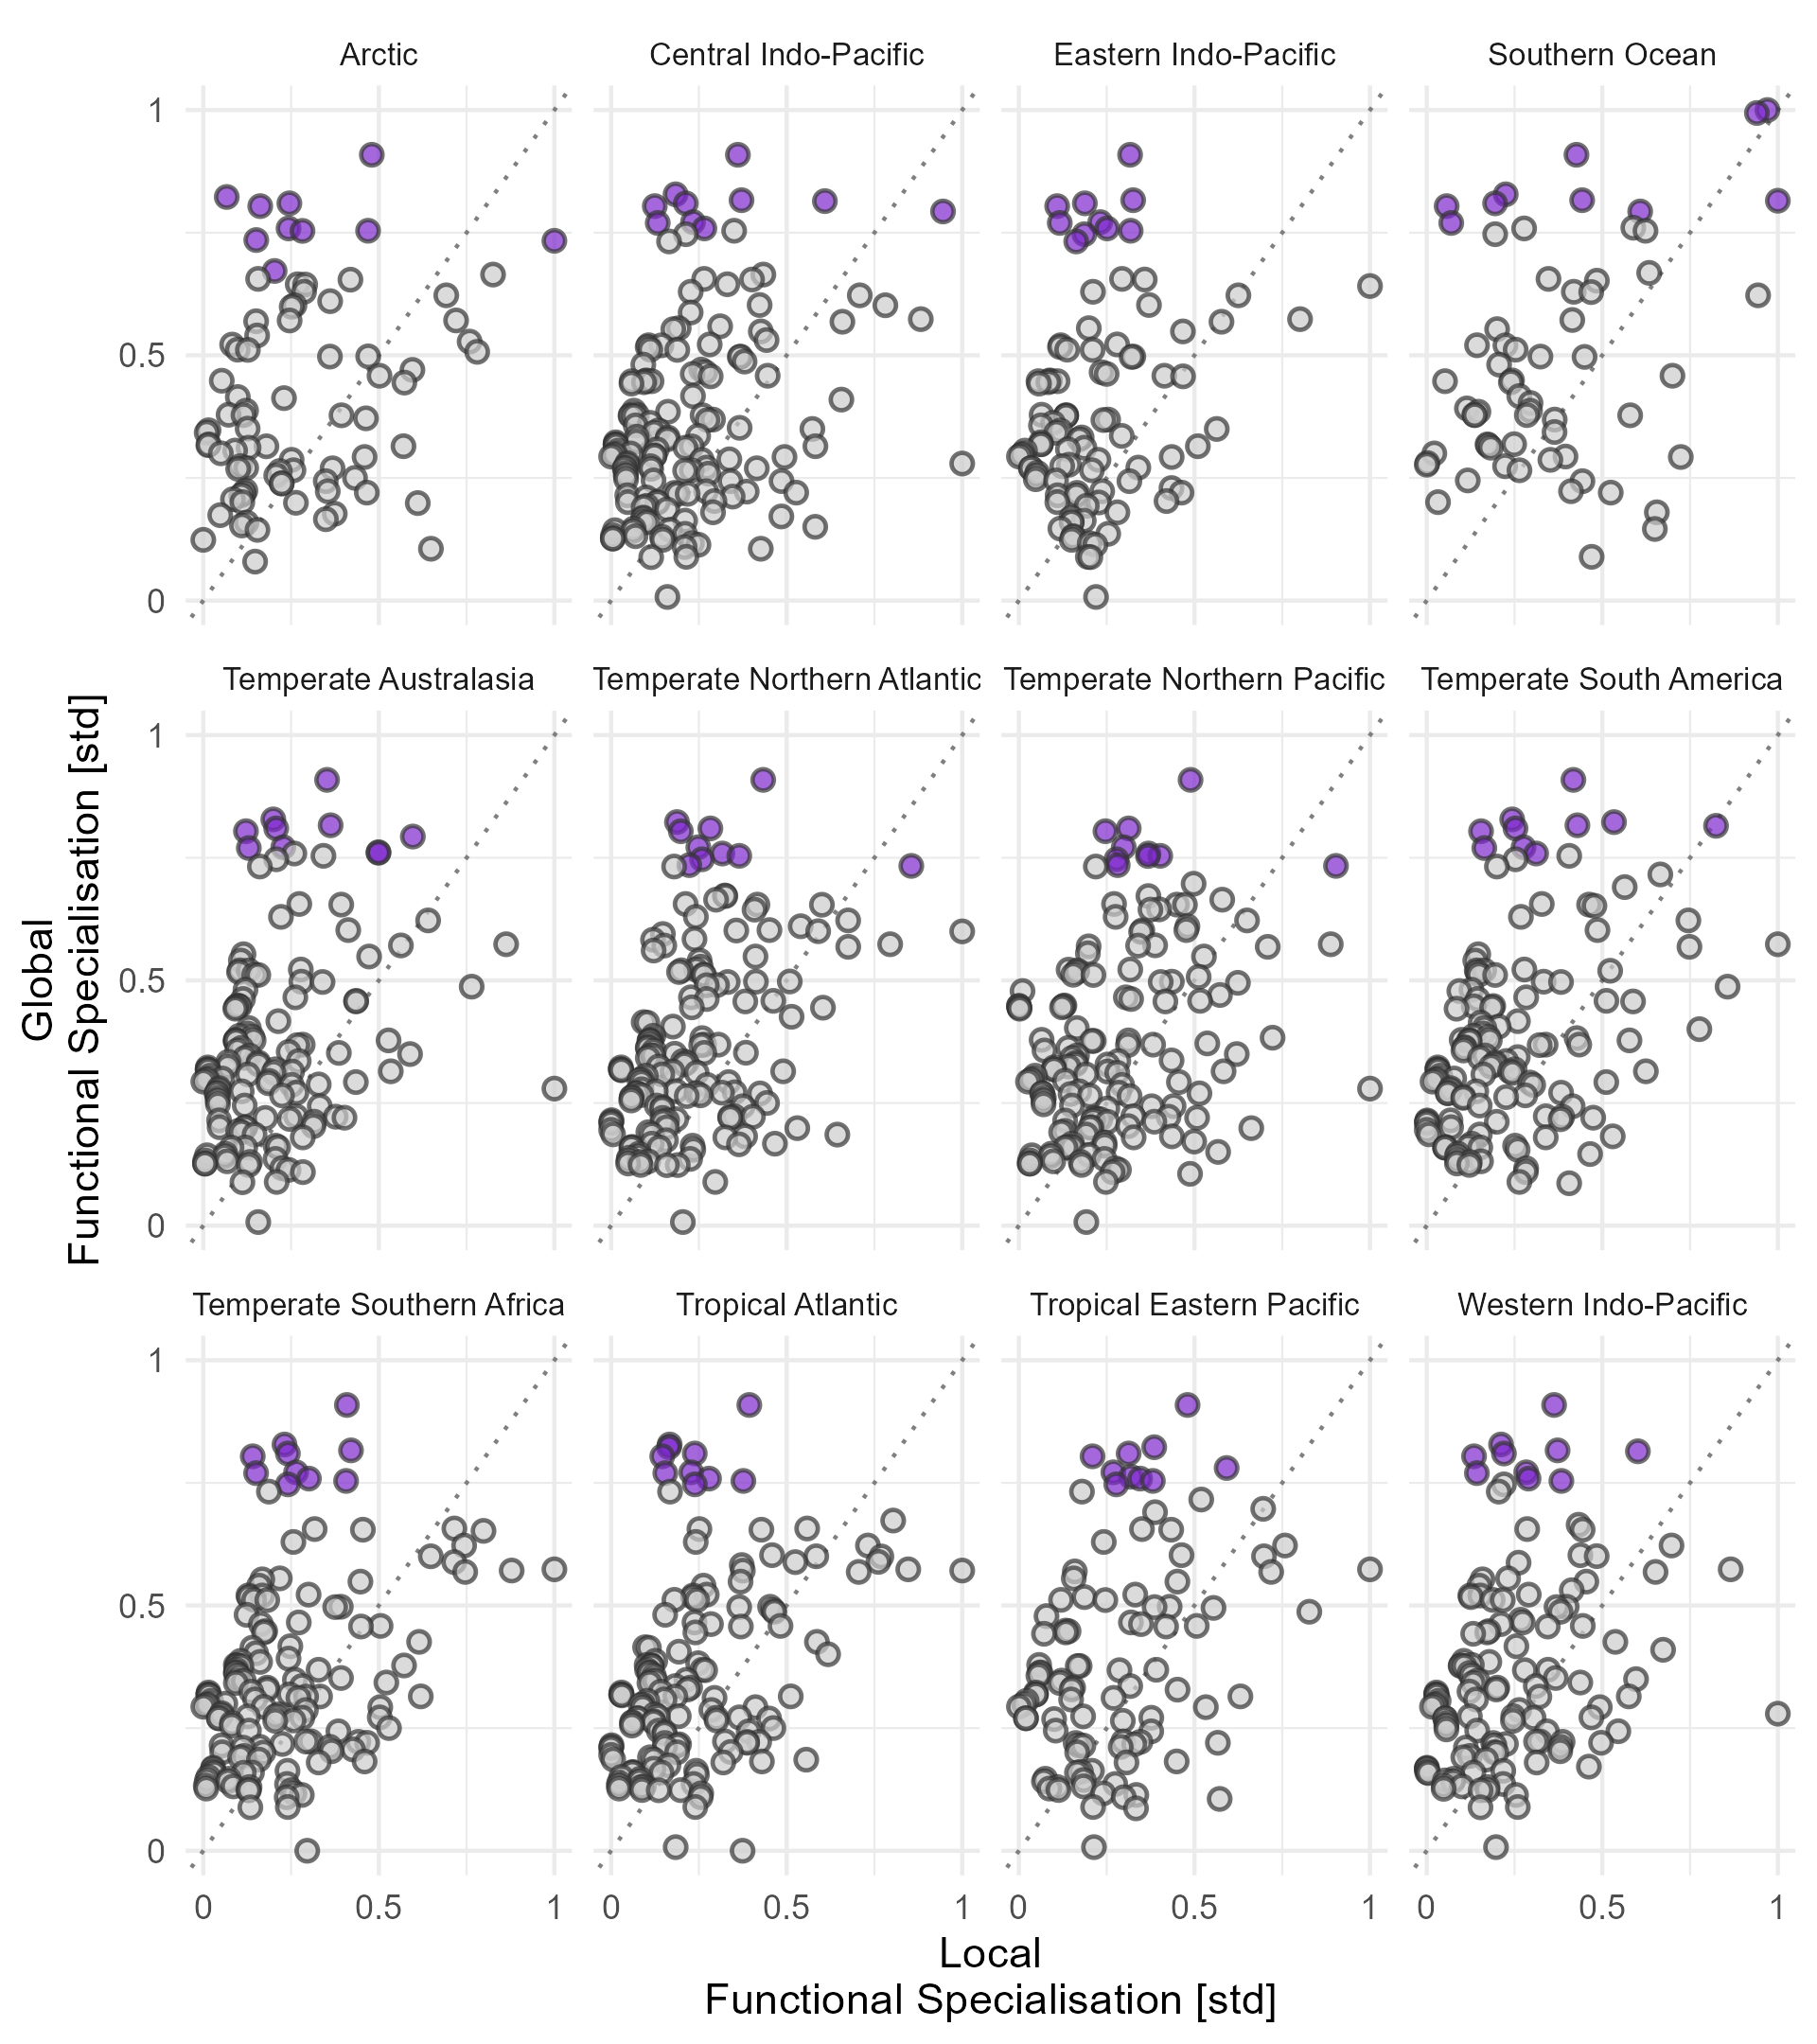 Arctic
Central Indo-Pacific
Eastern Indo-Pacific
Southern Ocean
1
0.5
0
Temperate Australasia
Temperate Northern Atlantic
Temperate Northern Pacific
Temperate South America
1
0.5
0
Global
Functional Specialisation [std]
Temperate Southern Africa
Tropical Atlantic
Tropical Eastern Pacific
Western Indo-Pacific
1
0.5
0
0 0.5 1 0 0.5 1 0 0.5 1 0 0.5 1
Local
Functional Specialisation [std]